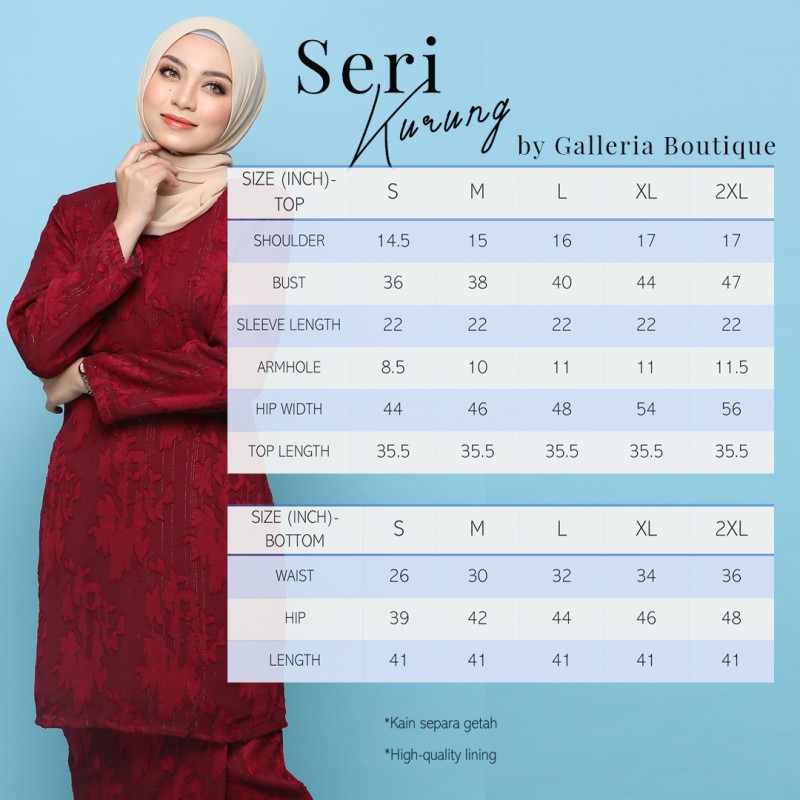 Seri
Kurung
by Galleria Boutique
SIZE (INCH)-
TOP S M L XL 2XL
SHOULDER 14.5 15 16 17 17
BUST 36 38 40 44 47
SLEEVE LENGTH 22 22 22 22 22
ARMHOLE 8.5 10 11 11 11.5
HIP WIDTH 44 46 48 54 56
TOP LENGTH 35.5 35.5 35.5 35.5 35.5
SIZE (INCH)-
BOTTOM S M L XL 2XL
WAIST 26 30 32 34 36
HIP 39 42 44 46 48
LENGTH 41 41 41 41 41
*Kain separa getah
*High-quality lining